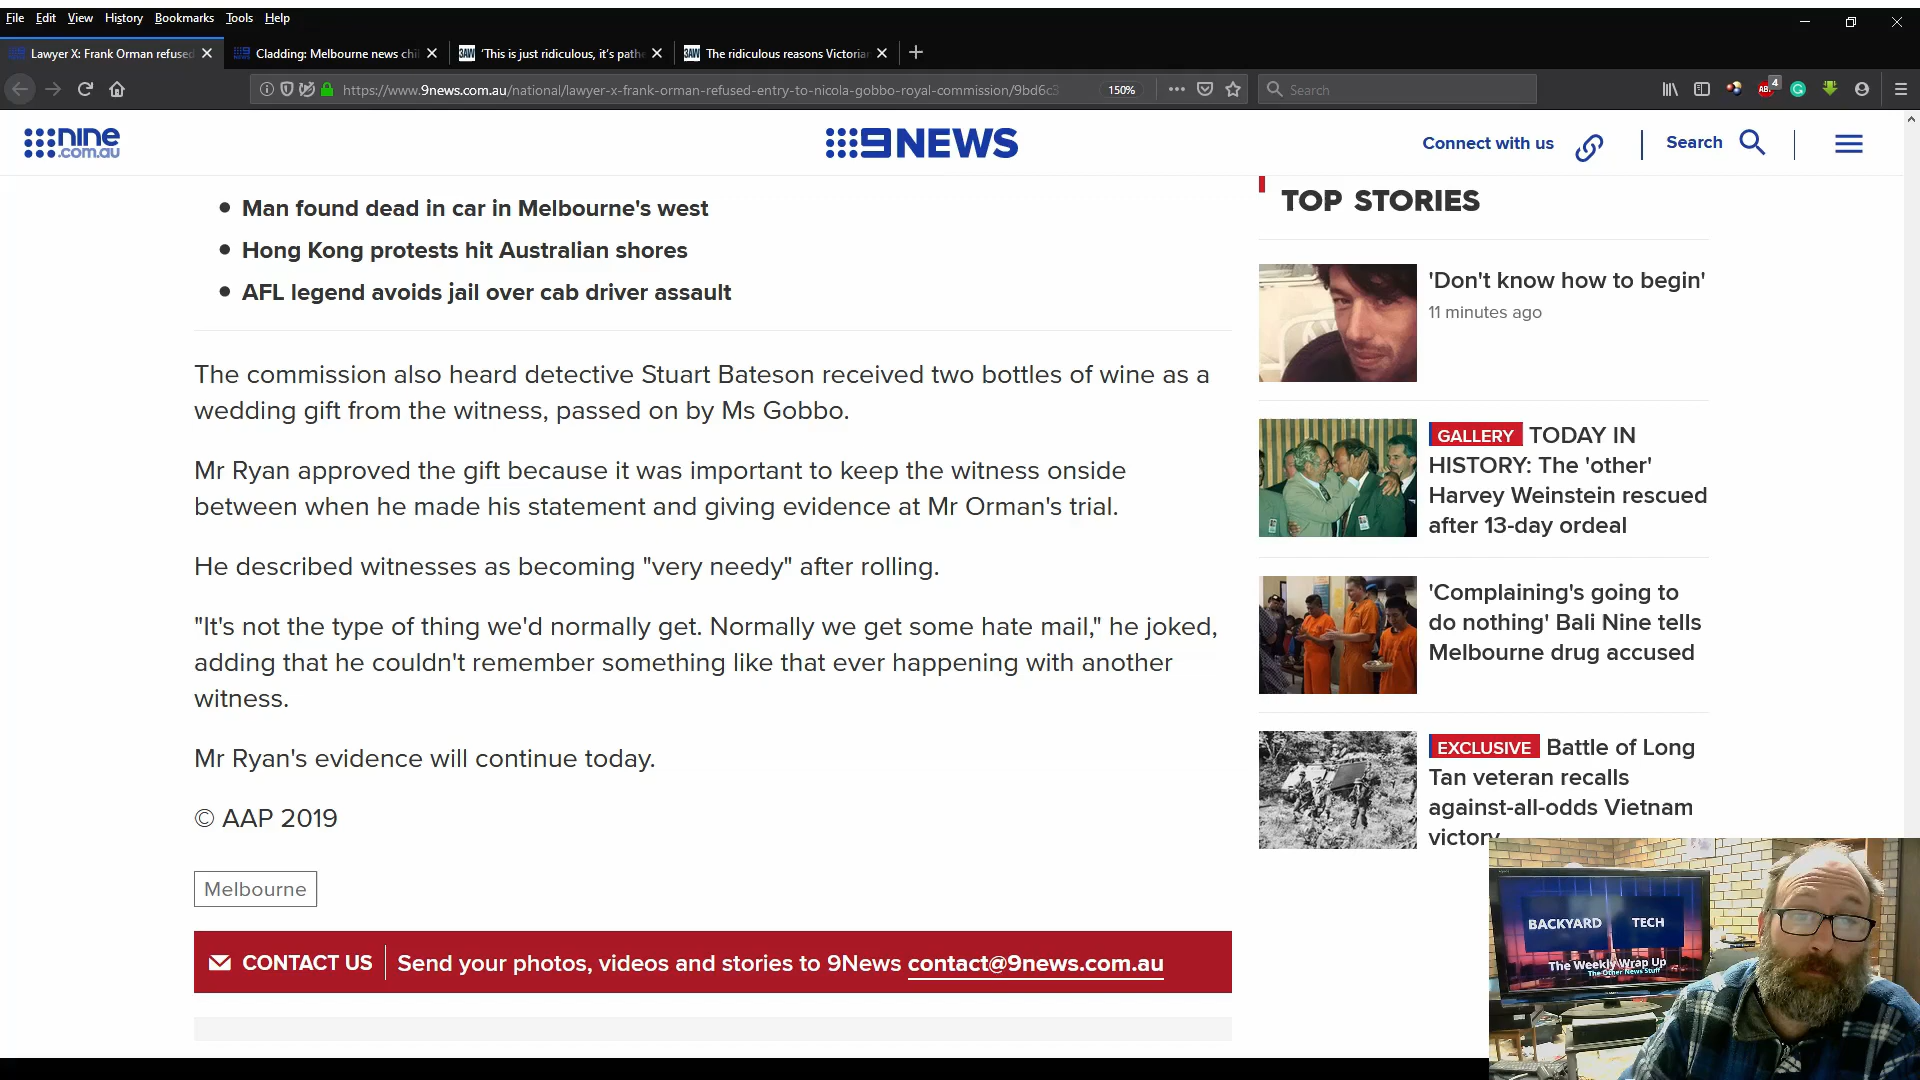 File Edit View History Bookmarks Tools Help
Lawyer X: Frank Orman refused
Cladding: Melbourne news chi
3AW 'This is just ridiculous, it's pathe
3AW The ridiculous reasons Victoria
https://www.9news.com.au/national/lawyer-x-frank-orman-refused-entry-to-nicola-gobbo-royal-commission/9bd6c3
150%
Search
ABP 4
nine
.com.au
9NEWS
Connect with us
Search
Man found dead in car in Melbourne's west
Hong Kong protests hit Australian shores
AFL legend avoids jail over cab driver assault
The commission also heard detective Stuart Bateson received two bottles of wine as a
wedding gift from the witness, passed on by Ms Gobbo.
Mr Ryan approved the gift because it was important to keep the witness onside
between when he made his statement and giving evidence at Mr Orman's trial.
He described witnesses as becoming "very needy" after rolling.
"It's not the type of thing we'd normally get. Normally we get some hate mail," he joked,
adding that he couldn't remember something like that ever happening with another
witness.
Mr Ryan's evidence will continue today.
© AAP 2019
Melbourne
CONTACT US Send your photos, videos and stories to 9News contact@9news.com.au
TOP STORIES
'Don't know how to begin'
11 minutes ago
GALLERY TODAY IN
HISTORY: The 'other'
Harvey Weinstein rescued
after 13-day ordeal
'Complaining's going to
do nothing' Bali Nine tells
Melbourne drug accused
EXCLUSIVE Battle of Long
Tan veteran recalls
against-all-odds Vietnam
victory
BACKYARD TECH
The Weekly Wrap Up
The Other News Stuff